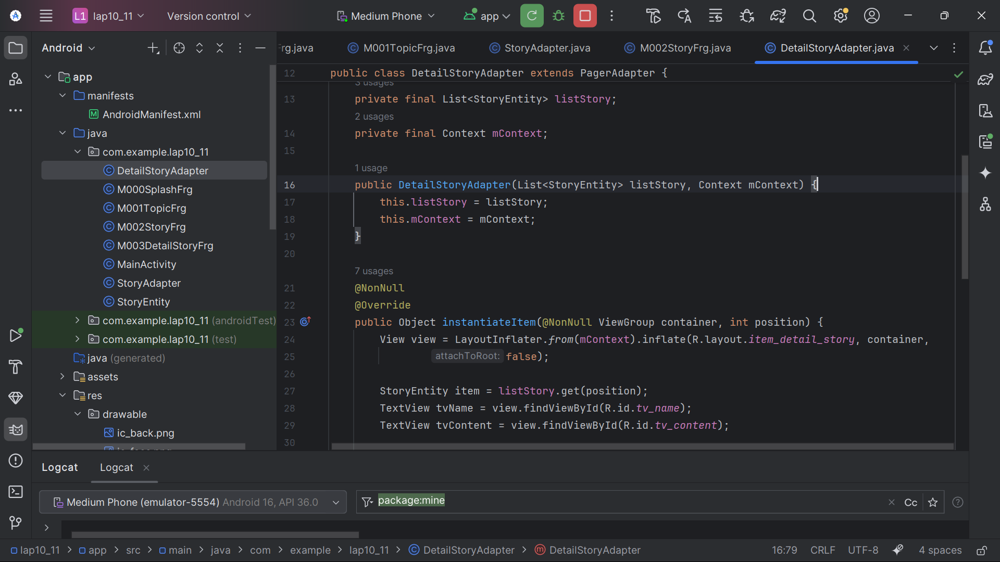 L1 lap10_11 Version control Medium Phone app
Android
Frg.java M001TopicFrg.java StoryAdapter.java M002StoryFrg.java DetailStoryAdapter.java
app
manifests
AndroidManifest.xml
java
com.example.lap10_11
DetailStoryAdapter
M000SplashFrg
M001TopicFrg
M002StoryFrg
M003DetailStoryFrg
MainActivity
StoryAdapter
StoryEntity
com.example.lap10_11 (androidTest)
com.example.lap10_11 (test)
java (generated)
assets
res
drawable
ic_back.png
12 public class DetailStoryAdapter extends PagerAdapter {
3 usages
13 private final List<StoryEntity> listStory;
2 usages
14 private final Context mContext;
15
1 usage
16 public DetailStoryAdapter(List<StoryEntity> listStory, Context mContext) {
17 this.listStory = listStory;
18 this.mContext = mContext;
19 }
20
7 usages
21 @NonNull
22 @Override
23 public Object instantiateItem(@NonNull ViewGroup container, int position) {
24 View view = LayoutInflater.from(mContext).inflate(R.layout.item_detail_story, container,
25 attachToRoot: false);
26
27 StoryEntity item = listStory.get(position);
28 TextView tvName = view.findViewById(R.id.tv_name);
29 TextView tvContent = view.findViewById(R.id.tv_content);
30
Logcat Logcat
Medium Phone (emulator-5554) Android 16, API 36.0 package:mine Cc
lap10_11 app src main java com example lap10_11 DetailStoryAdapter DetailStoryAdapter 16:79 CRLF UTF-8 4 spaces